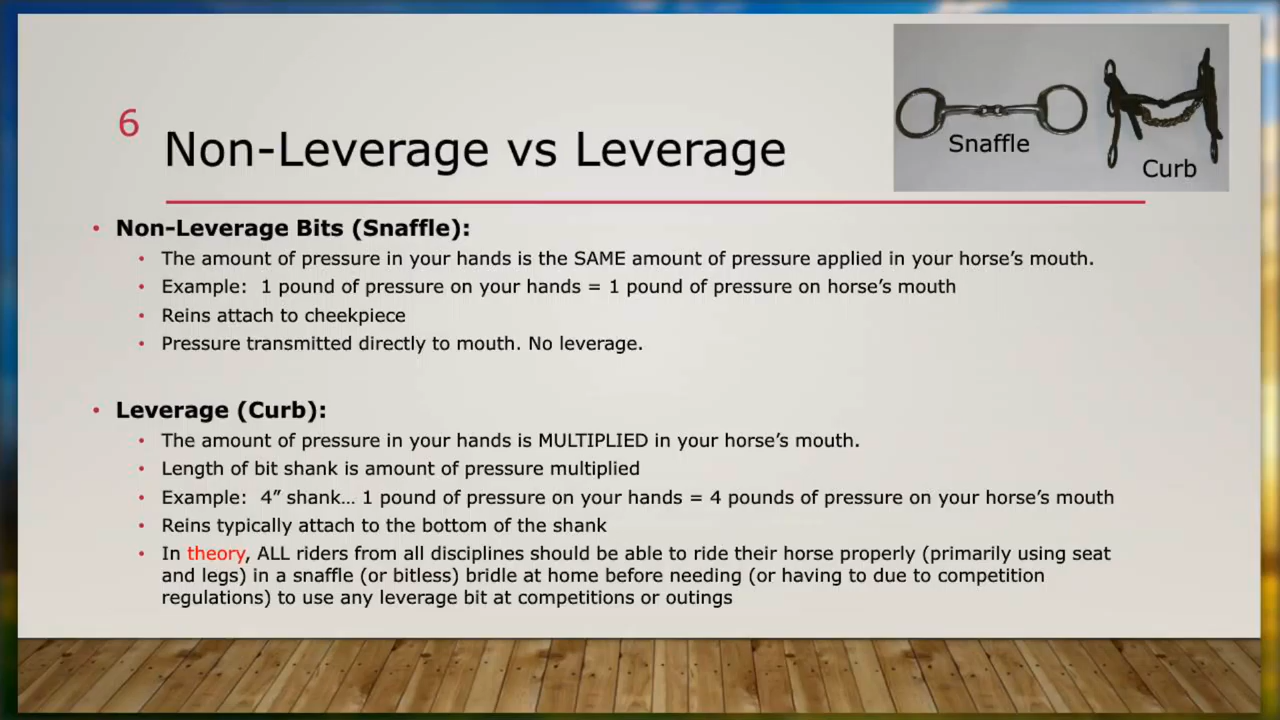 6
Non-Leverage vs Leverage
Snaffle
Curb
• Non-Leverage Bits (Snaffle):
• The amount of pressure in your hands is the SAME amount of pressure applied in your horse’s mouth.
• Example:  1 pound of pressure on your hands = 1 pound of pressure on horse’s mouth
• Reins attach to cheekpiece
• Pressure transmitted directly to mouth. No leverage.
• Leverage (Curb):
• The amount of pressure in your hands is MULTIPLIED in your horse’s mouth.
• Length of bit shank is amount of pressure multiplied
• Example:  4” shank… 1 pound of pressure on your hands = 4 pounds of pressure on your horse’s mouth
• Reins typically attach to the bottom of the shank
• In theory, ALL riders from all disciplines should be able to ride their horse properly (primarily using seat
and legs) in a snaffle (or bitless) bridle at home before needing (or having to due to competition
regulations) to use any leverage bit at competitions or outings